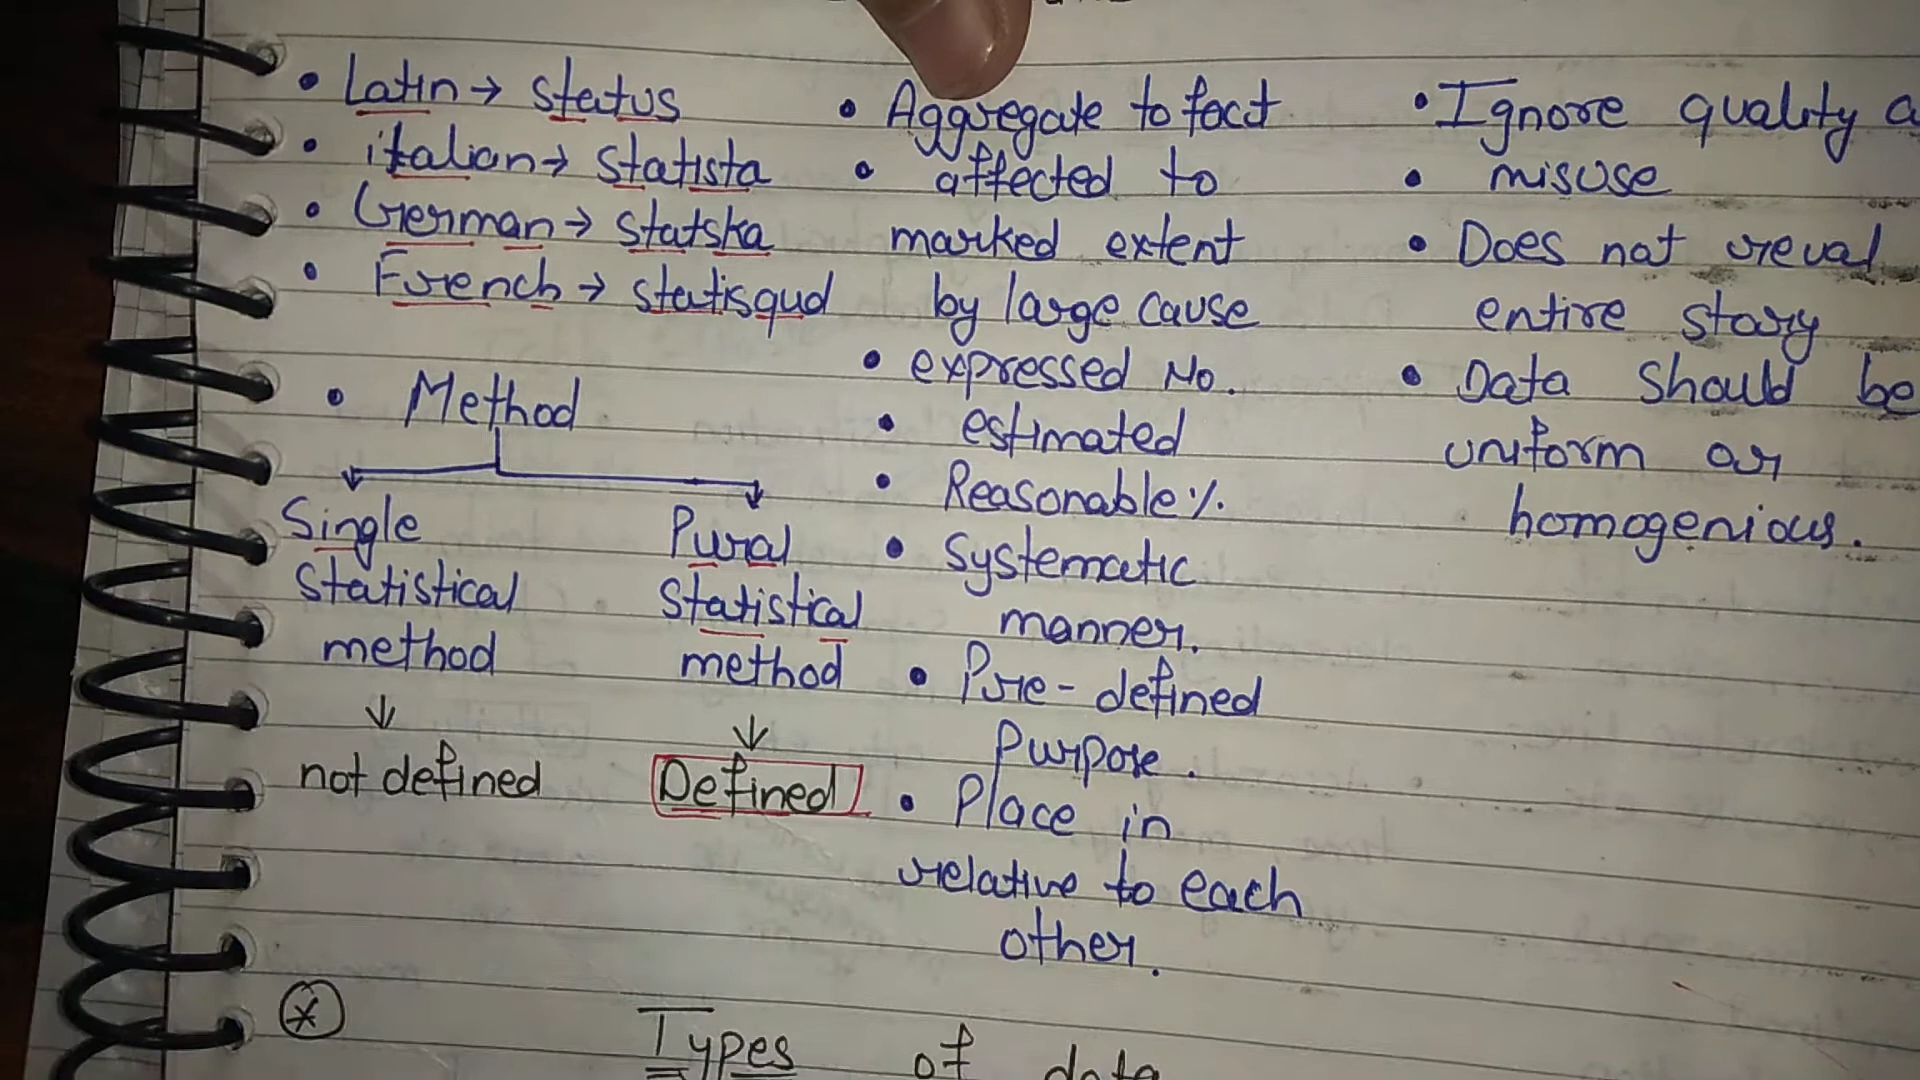 • Latin → status
• italian → statista
• German → statska
• French → statisqud
• Method
Single
Statistical
method
↓
not defined
Pural
Statistical
method
↓
Defined
• Aggregate to fact
• affected to
marked extent
by large cause
• expressed No.
• estimated
• Reasonable %.
• Systematic
manner.
• Pre-defined
Purpose.
• Place in
relative to each
other.
• Ignore quality
• misuse
• Does not reval
entire story
• Data should be
uniform or
homogenious.
Types of data